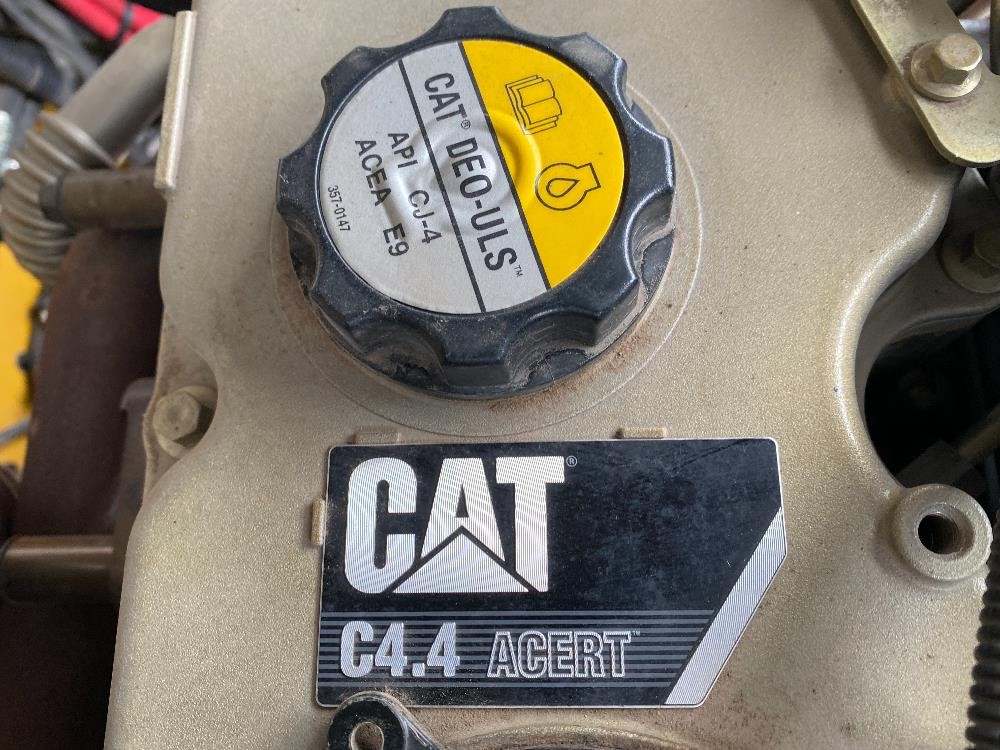 CAT® DEO-ULS™
API CJ-4
ACEA E9
357-0147
CAT®
C4.4 ACERT™